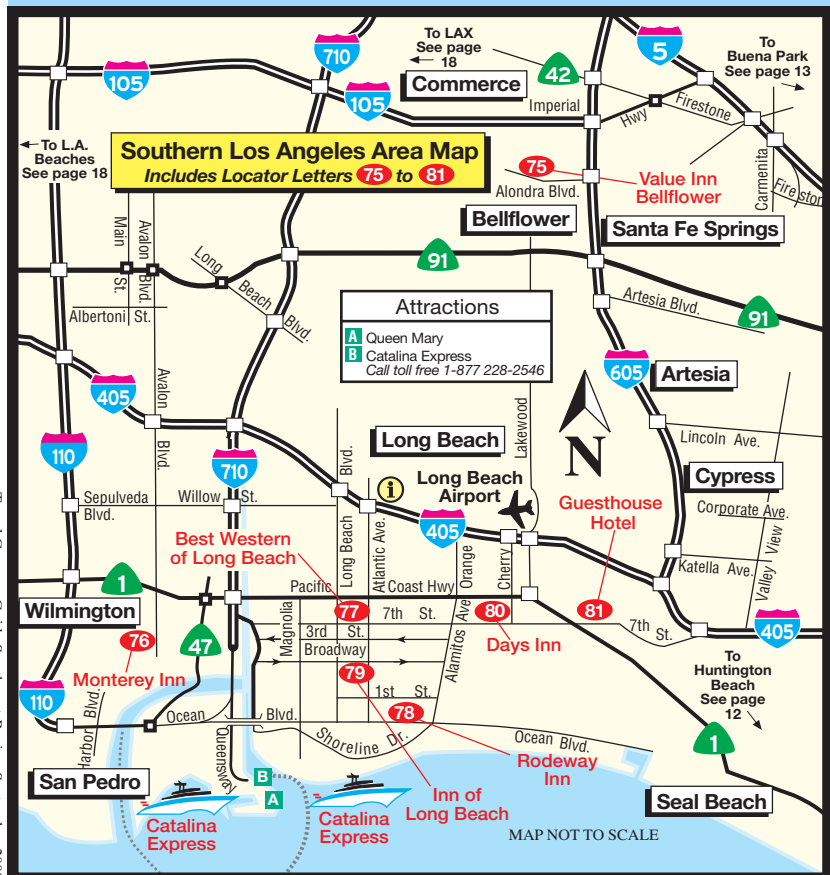 To LAX
See page
18
710
42
5
To
Buena Park
See page 13
105
Commerce
105
Imperial
Hwy
Firestone
To L.A.
Beaches
See page 18
Southern Los Angeles Area Map
Includes Locator Letters 75 to 81
75
Alondra Blvd.
Value Inn
Bellflower
Carmenita
Firestone
Main
St.
Avalon
Blvd.
Long
Beach
Blvd.
Bellflower
Santa Fe Springs
91
Albertoni St.
Attractions
A Queen Mary
B Catalina Express
Call toll free 1-877 228-2546
Artesia Blvd.
91
405
Avalon
Blvd.
605
Artesia
Lakewood
N
110
710
Long Beach
Lincoln Ave.
Cypress
Sepulveda
Blvd.
Willow St.
Long Beach
Blvd.
Atlantic Ave.
i
Long Beach
Airport
405
Guesthouse
Hotel
Corporate Ave.
Valley View
Katella Ave.
Best Western
of Long Beach
Orange
Cherry
1
Pacific Coast Hwy
Wilmington
76
Monterey Inn
47
Magnolia
77
7th St.
80
Days Inn
81
7th St.
405
3rd St.
Broadway
Alamitos Ave
79
1st St.
78
To
Huntington
Beach
See page
12
110
Harbor Blvd.
Ocean Blvd.
Queensway
Shoreline Dr.
Ocean Blvd.
1
Rodeway
Inn
San Pedro
B
A
Inn of
Long Beach
Seal Beach
Catalina
Express
Catalina
Express
MAP NOT TO SCALE